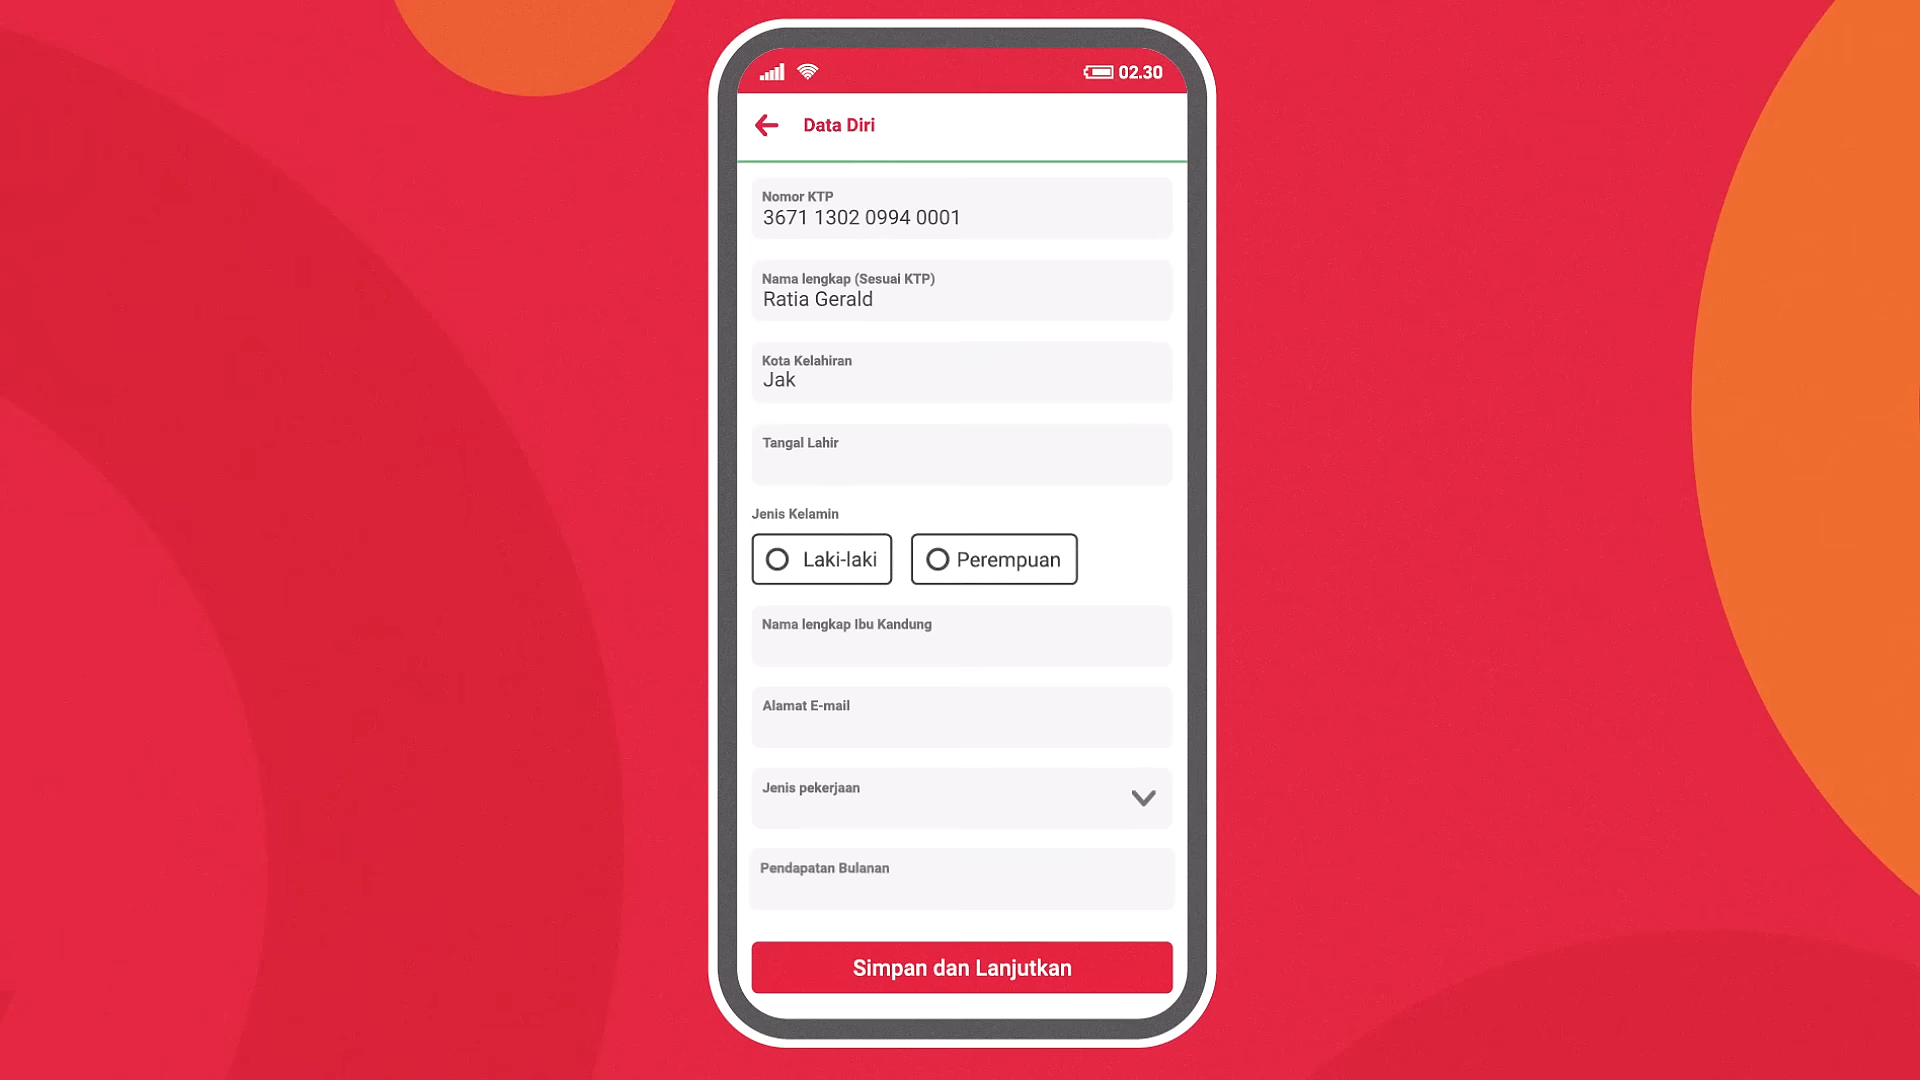 02.30
Data Diri
Nomor KTP
3671 1302 0994 0001
Nama lengkap (Sesuai KTP)
Ratia Gerald
Kota Kelahiran
Jak
Tangal Lahir
Jenis Kelamin
Laki-laki Perempuan
Nama lengkap Ibu Kandung
Alamat E-mail
Jenis pekerjaan
Pendapatan Bulanan
Simpan dan Lanjutkan